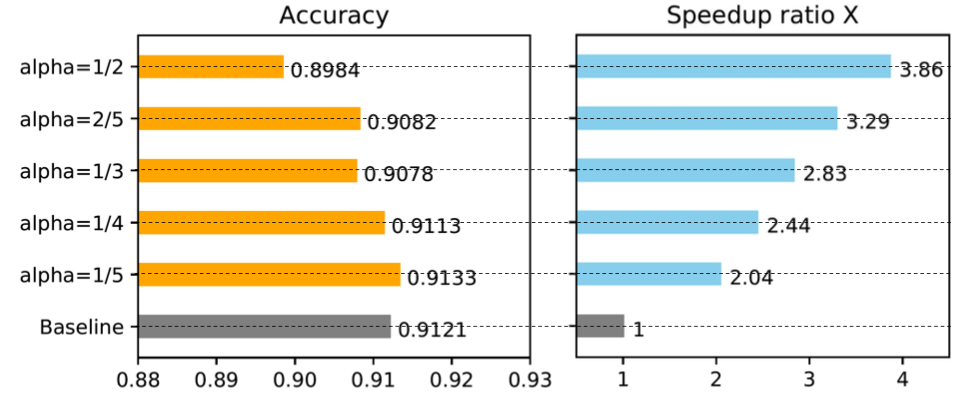 Accuracy
Speedup ratio X
alpha=1/2
0.8984
3.86
alpha=2/5
0.9082
3.29
alpha=1/3
0.9078
2.83
alpha=1/4
0.9113
2.44
alpha=1/5
0.9133
2.04
Baseline
0.9121
1
0.88 0.89 0.90 0.91 0.92 0.93
1 2 3 4